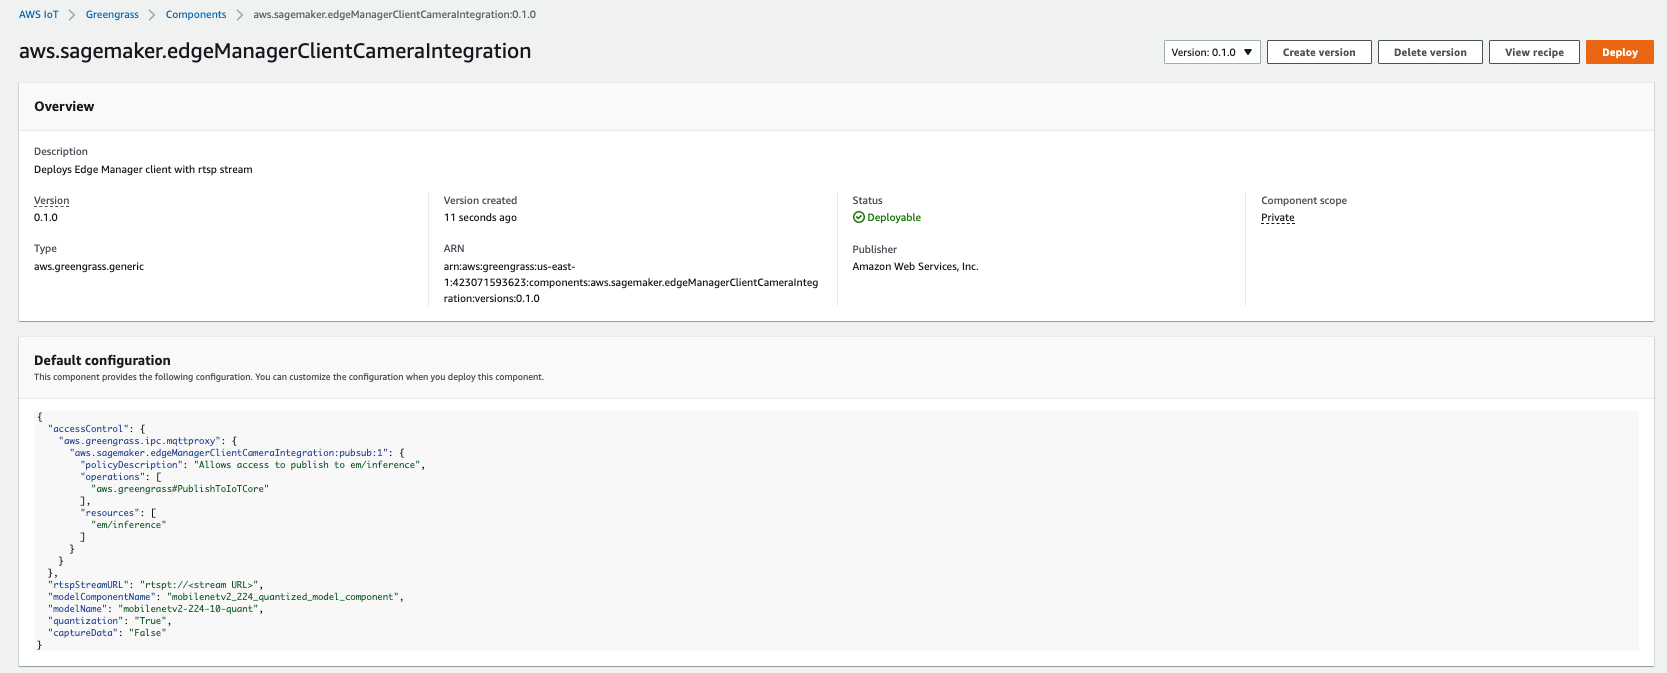 AWS IoT > Greengrass > Components > aws.sagemaker.edgeManagerClientCameraIntegration:0.1.0
aws.sagemaker.edgeManagerClientCameraIntegration
Version: 0.1.0 ▼
Create version
Delete version
View recipe
Deploy
Overview
Description
Deploys Edge Manager client with rtsp stream
Version
0.1.0
Version created
11 seconds ago
Status
Deployable
Component scope
Private
Type
aws.greengrass.generic
ARN
arn:aws:greengrass:us-east-
1:423071593623:components:aws.sagemaker.edgeManagerClientCameraInteg
ration:versions:0.1.0
Publisher
Amazon Web Services, Inc.
Default configuration
This component provides the following configuration. You can customize the configuration when you deploy this component.
{
  "accessControl": {
    "aws.greengrass.ipc.mqttproxy": {
      "aws.sagemaker.edgeManagerClientCameraIntegration:pubsub:1": {
        "policyDescription": "Allows access to publish to em/inference",
        "operations": [
          "aws.greengrass#PublishToIoTCore"
        ],
        "resources": [
          "em/inference"
        ]
      }
    }
  },
  "rtspStreamURL": "rtspt://<stream URL>",
  "modelComponentName": "mobilenetv2_224_quantized_model_component",
  "modelName": "mobilenetv2-224-10-quant",
  "quantization": "True",
  "captureData": "False"
}